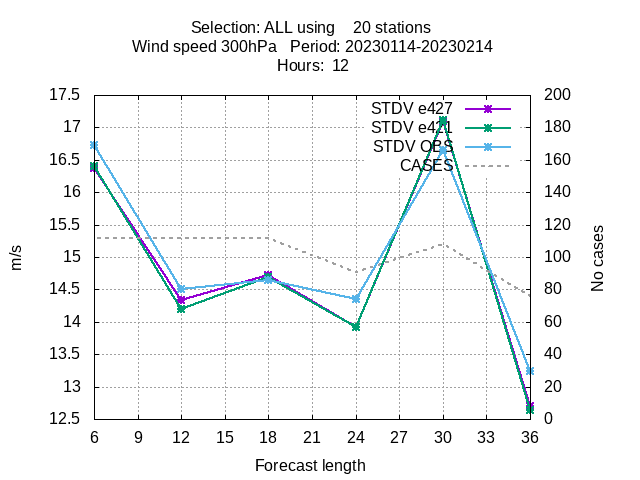 Selection: ALL using    20 stations
Wind speed 300hPa   Period: 20230114-20230214
Hours:  12
17.5
17
16.5
16
15.5
15
14.5
14
13.5
13
12.5
200
180
160
140
120
100
80
60
40
20
0
STDV e427
STDV e421
STDV OBS
CASES
m/s
No cases
6 9 12 15 18 21 24 27 30 33 36
Forecast length